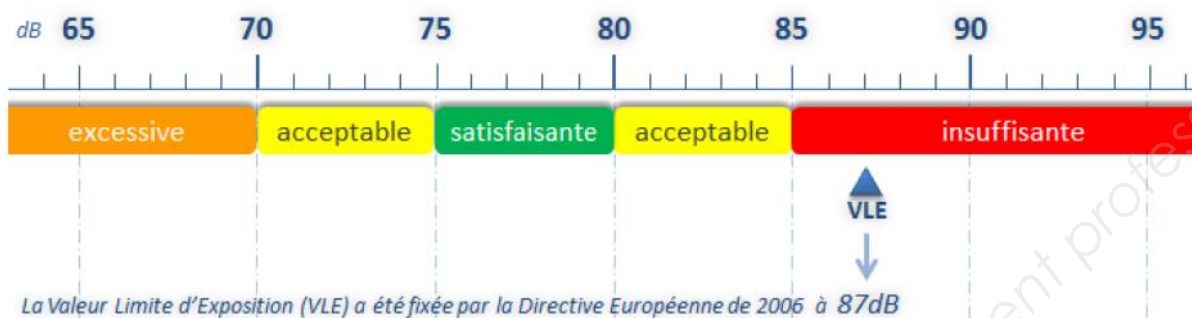 dB 65 70 75 80 85 90 95
excessive acceptable satisfaisante acceptable insuffisante
VLE
La Valeur Limite d'Exposition (VLE) a été fixée par la Directive Européenne de 2006 à 87dB